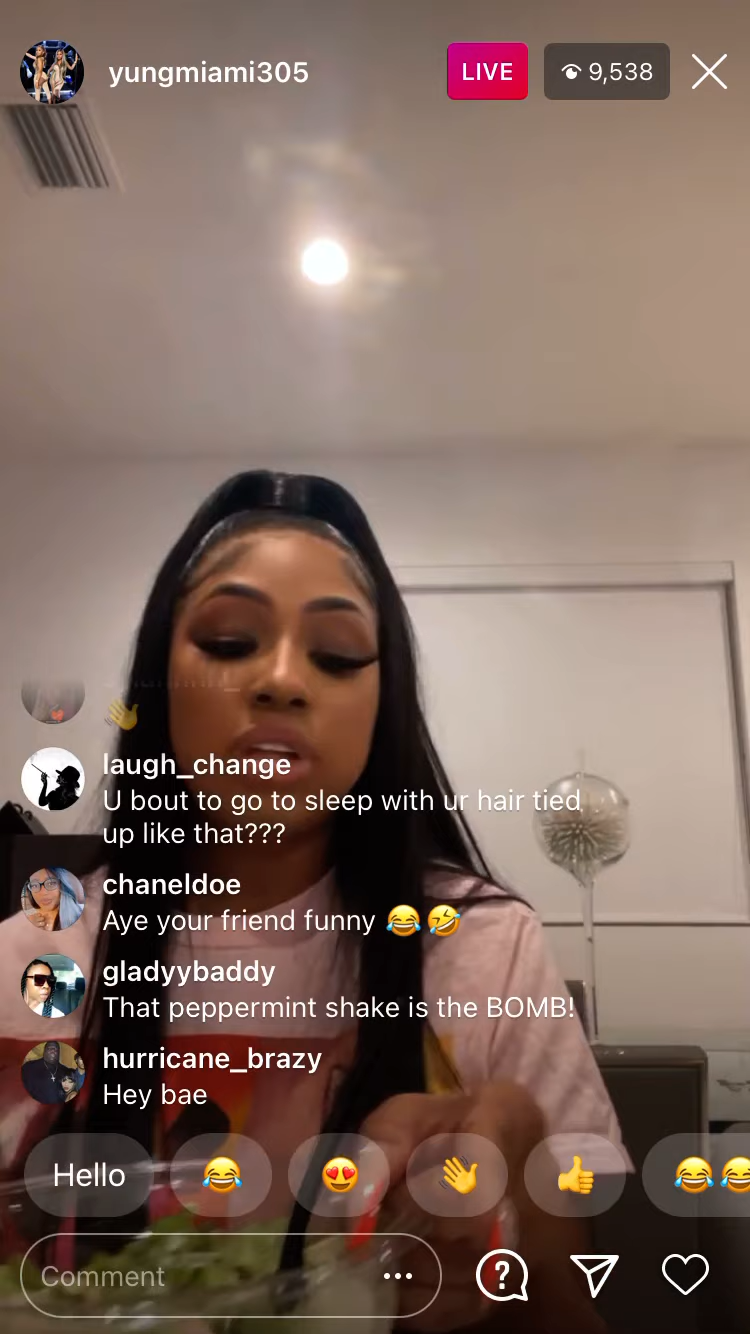 yungmiami305
LIVE
9,538
laugh_change
U bout to go to sleep with ur hair tied
up like that???
chaneldoe
Aye your friend funny 😂🤣
gladyybaddy
That peppermint shake is the BOMB!
hurricane_brazy
Hey bae
Hello
Comment